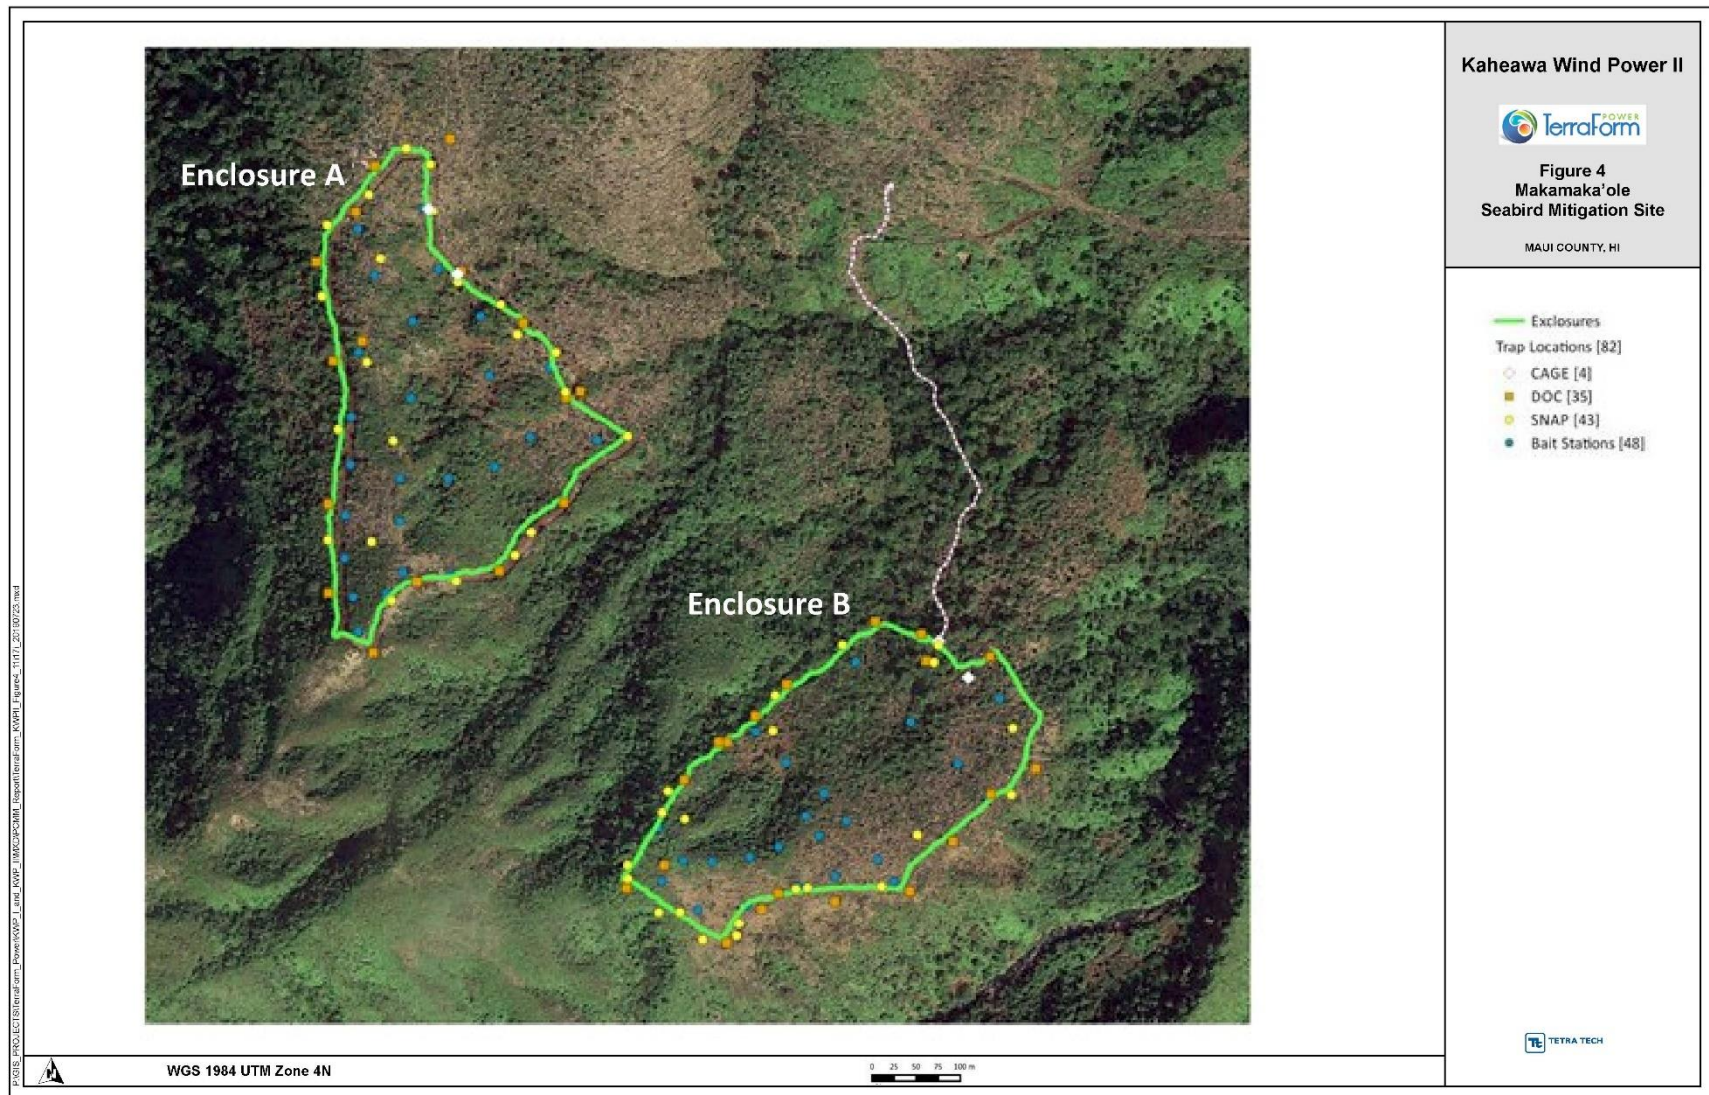 Kaheawa Wind Power II
TerraForm
POWER
Figure 4
Makamaka'ole
Seabird Mitigation Site
MAUI COUNTY, HI
Enclosure A
Enclosure B
Exclosures
Trap Locations [82]
CAGE [4]
DOC [35]
SNAP [43]
Bait Stations [48]
TETRA TECH
WGS 1984 UTM Zone 4N
0 25 50 75 100 m